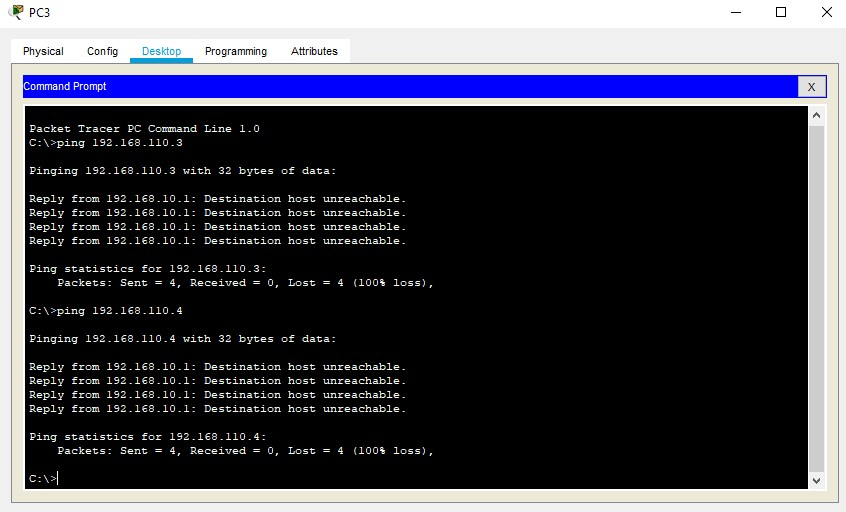 PC3
Physical Config Desktop Programming Attributes
Command Prompt X
Packet Tracer PC Command Line 1.0
C:\>ping 192.168.110.3
Pinging 192.168.110.3 with 32 bytes of data:
Reply from 192.168.10.1: Destination host unreachable.
Reply from 192.168.10.1: Destination host unreachable.
Reply from 192.168.10.1: Destination host unreachable.
Reply from 192.168.10.1: Destination host unreachable.
Ping statistics for 192.168.110.3:
    Packets: Sent = 4, Received = 0, Lost = 4 (100% loss),
C:\>ping 192.168.110.4
Pinging 192.168.110.4 with 32 bytes of data:
Reply from 192.168.10.1: Destination host unreachable.
Reply from 192.168.10.1: Destination host unreachable.
Reply from 192.168.10.1: Destination host unreachable.
Reply from 192.168.10.1: Destination host unreachable.
Ping statistics for 192.168.110.4:
    Packets: Sent = 4, Received = 0, Lost = 4 (100% loss),
C:\>